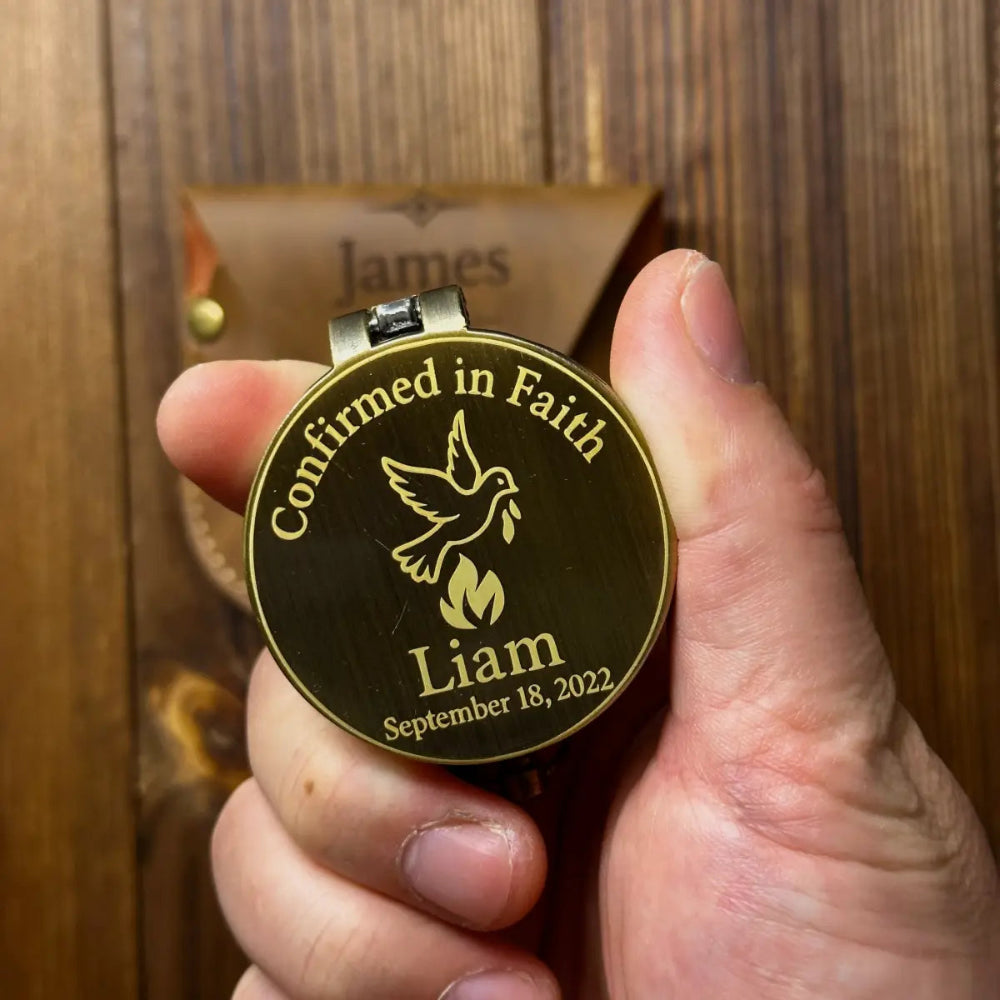 James
Confirmed in Faith
Liam
September 18, 2022